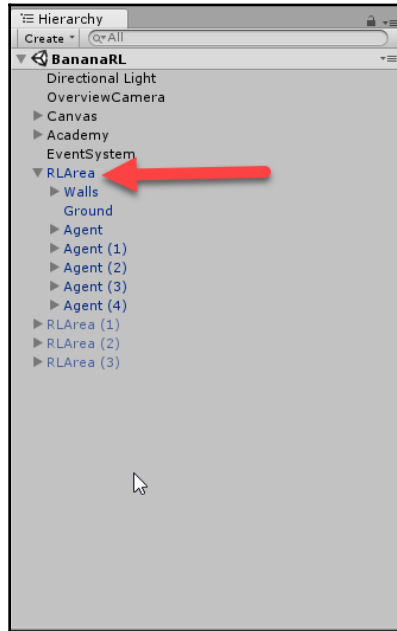 Hierarchy
Create All
BananaRL
Directional Light
OverviewCamera
Canvas
Academy
EventSystem
RLArea
Walls
Ground
Agent
Agent (1)
Agent (2)
Agent (3)
Agent (4)
RLArea (1)
RLArea (2)
RLArea (3)